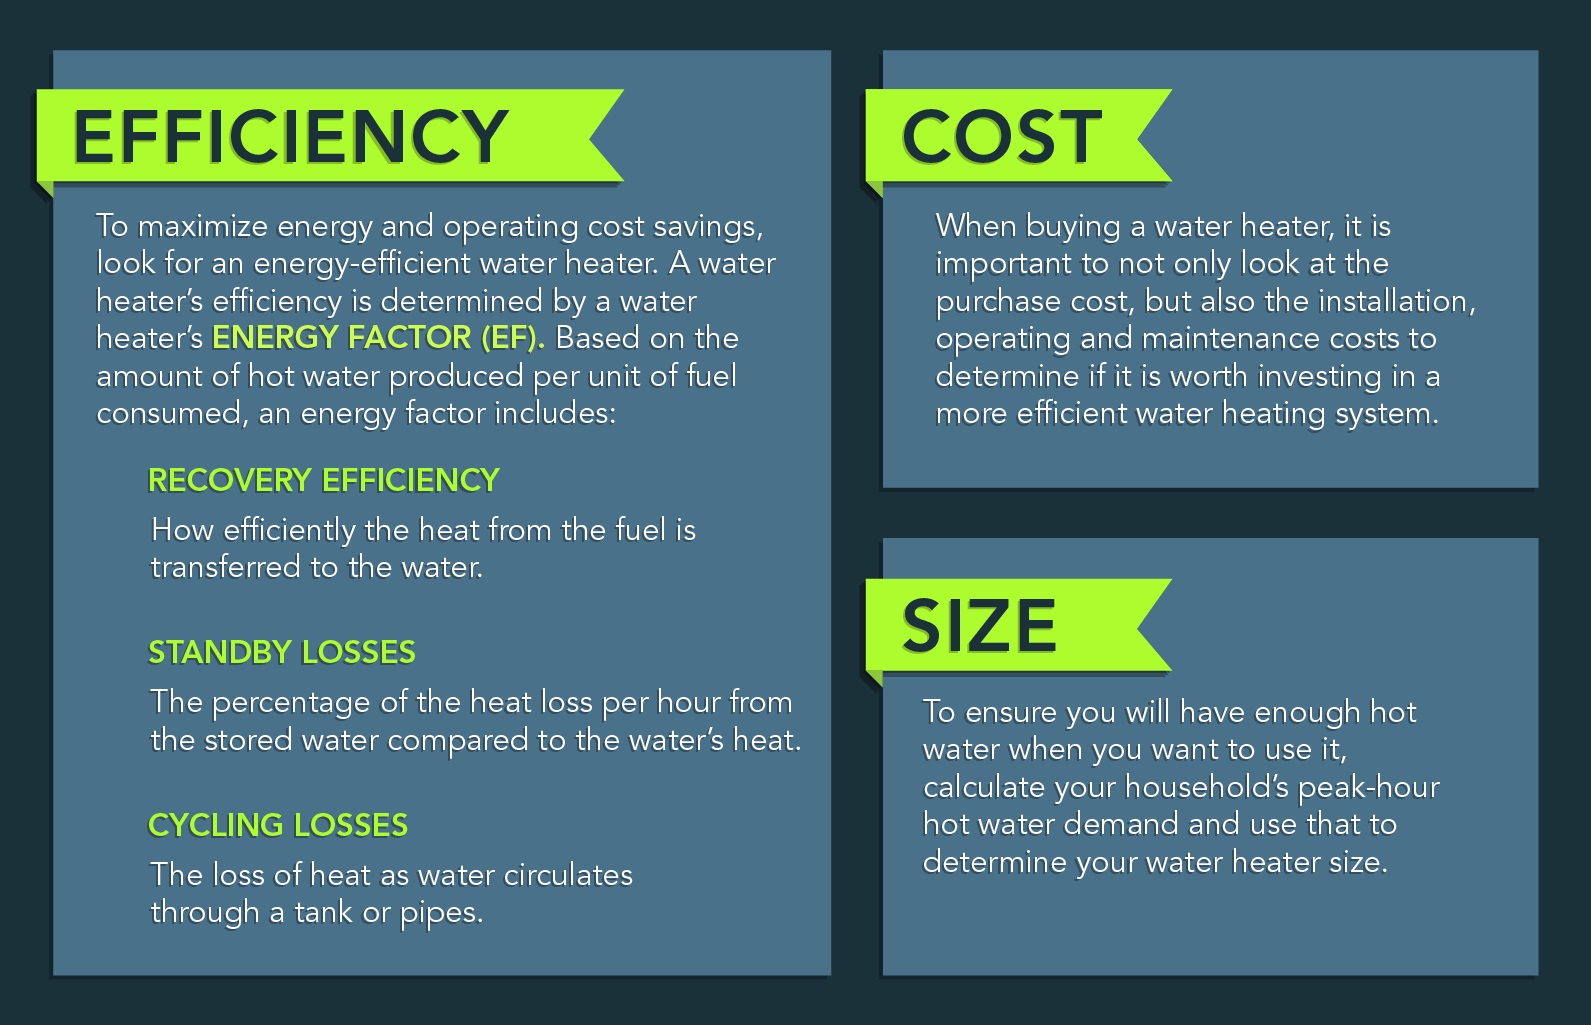 EFFICIENCY
To maximize energy and operating cost savings,
look for an energy-efficient water heater. A water
heater’s efficiency is determined by a water
heater’s ENERGY FACTOR (EF). Based on the
amount of hot water produced per unit of fuel
consumed, an energy factor includes:
RECOVERY EFFICIENCY
How efficiently the heat from the fuel is
transferred to the water.
STANDBY LOSSES
The percentage of the heat loss per hour from
the stored water compared to the water’s heat.
CYCLING LOSSES
The loss of heat as water circulates
through a tank or pipes.
COST
When buying a water heater, it is
important to not only look at the
purchase cost, but also the installation,
operating and maintenance costs to
determine if it is worth investing in a
more efficient water heating system.
SIZE
To ensure you will have enough hot
water when you want to use it,
calculate your household’s peak-hour
hot water demand and use that to
determine your water heater size.